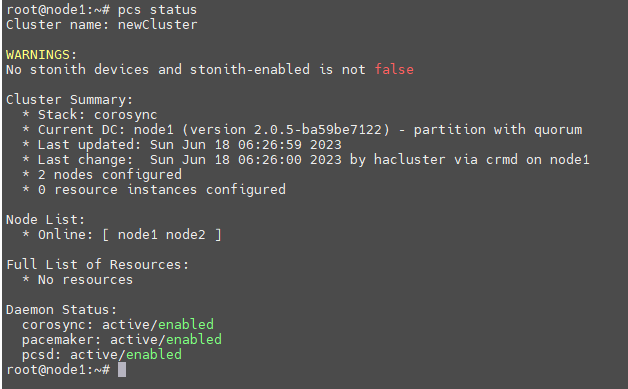 root@node1:~# pcs status
Cluster name: newCluster
WARNINGS:
No stonith devices and stonith-enabled is not false
Cluster Summary:
* Stack: corosync
* Current DC: node1 (version 2.0.5-ba59be7122) - partition with quorum
* Last updated: Sun Jun 18 06:26:59 2023
* Last change:  Sun Jun 18 06:26:00 2023 by hacluster via crmd on node1
* 2 nodes configured
* 0 resource instances configured
Node List:
* Online: [ node1 node2 ]
Full List of Resources:
* No resources
Daemon Status:
corosync: active/enabled
pacemaker: active/enabled
pcsd: active/enabled
root@node1:~#